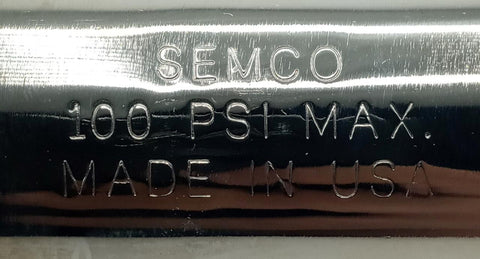 SEMCO
100 PSI MAX.
MADE IN USA